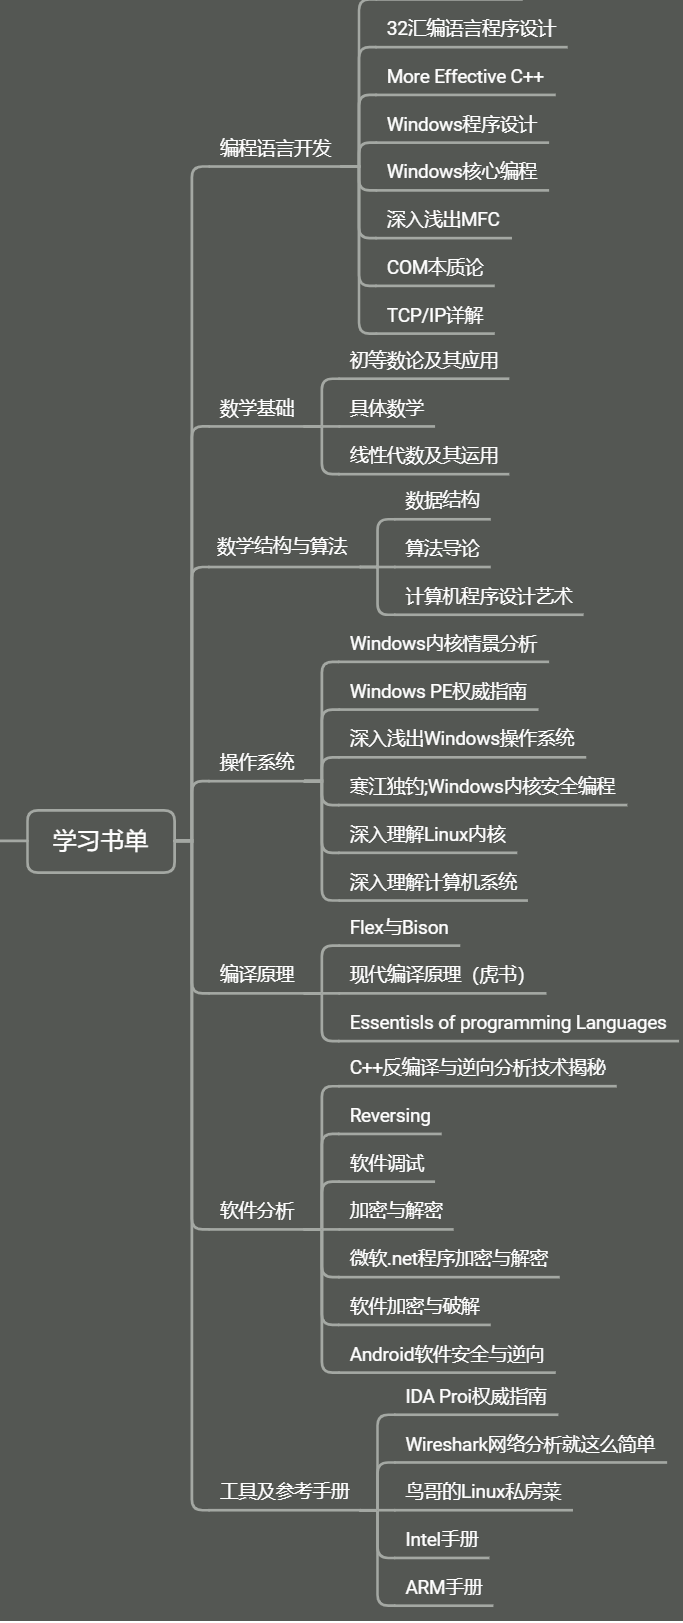 32汇编语言程序设计
More Effective C++
Windows程序设计
编程语言开发
Windows核心编程
深入浅出MFC
COM本质论
TCP/IP详解
初等数论及其应用
数学基础
具体数学
线性代数及其运用
数据结构
数学结构与算法
算法导论
计算机程序设计艺术
Windows内核情景分析
Windows PE权威指南
深入浅出Windows操作系统
操作系统
寒江独钓;Windows内核安全编程
学习书单
深入理解Linux内核
深入理解计算机系统
Flex与Bison
编译原理
现代编译原理（虎书）
Essentisls of programming Languages
C++反编译与逆向分析技术揭秘
Reversing
软件调试
软件分析
加密与解密
微软.net程序加密与解密
软件加密与破解
Android软件安全与逆向
IDA Proi权威指南
Wireshark网络分析就这么简单
工具及参考手册
鸟哥的Linux私房菜
Intel手册
ARM手册